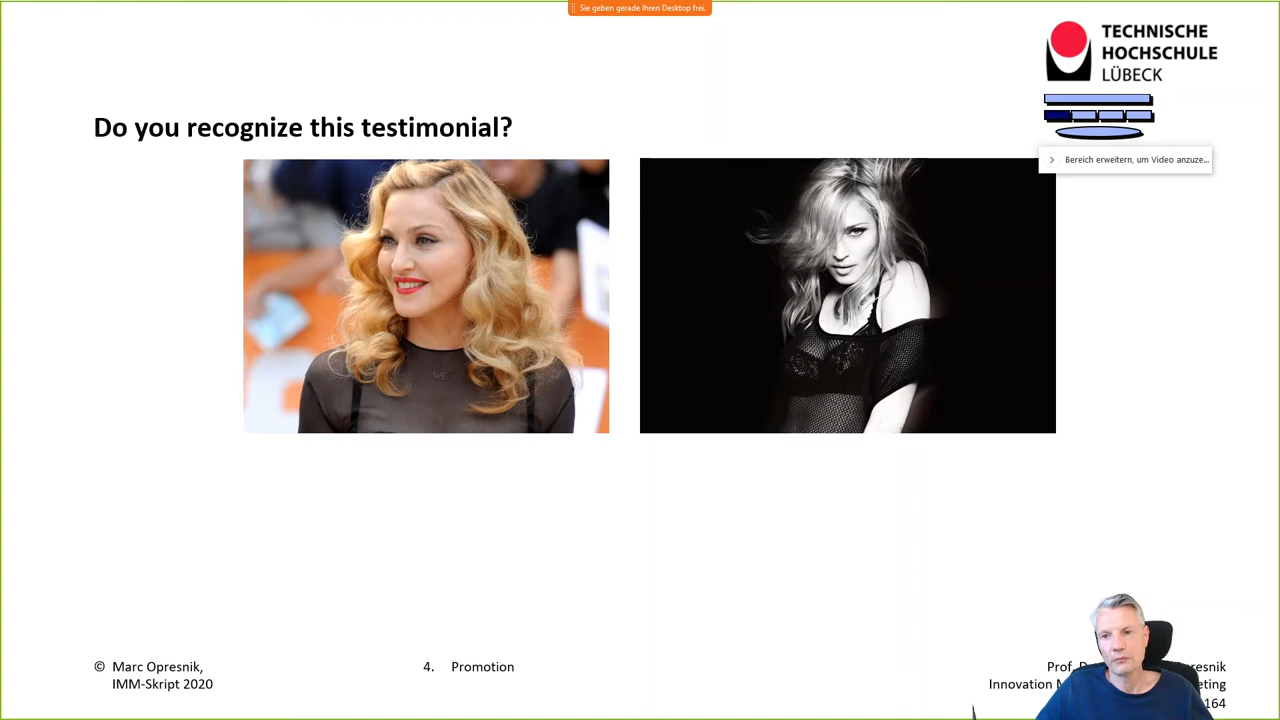 Sie geben gerade Ihren Desktop frei.
TECHNISCHE
HOCHSCHULE
LÜBECK
Do you recognize this testimonial?
Bereich erweitern, um Video anzuze...
WE
© Marc Opresnik,
IMM-Skript 2020
4. Promotion
Prof.
Innovation
164